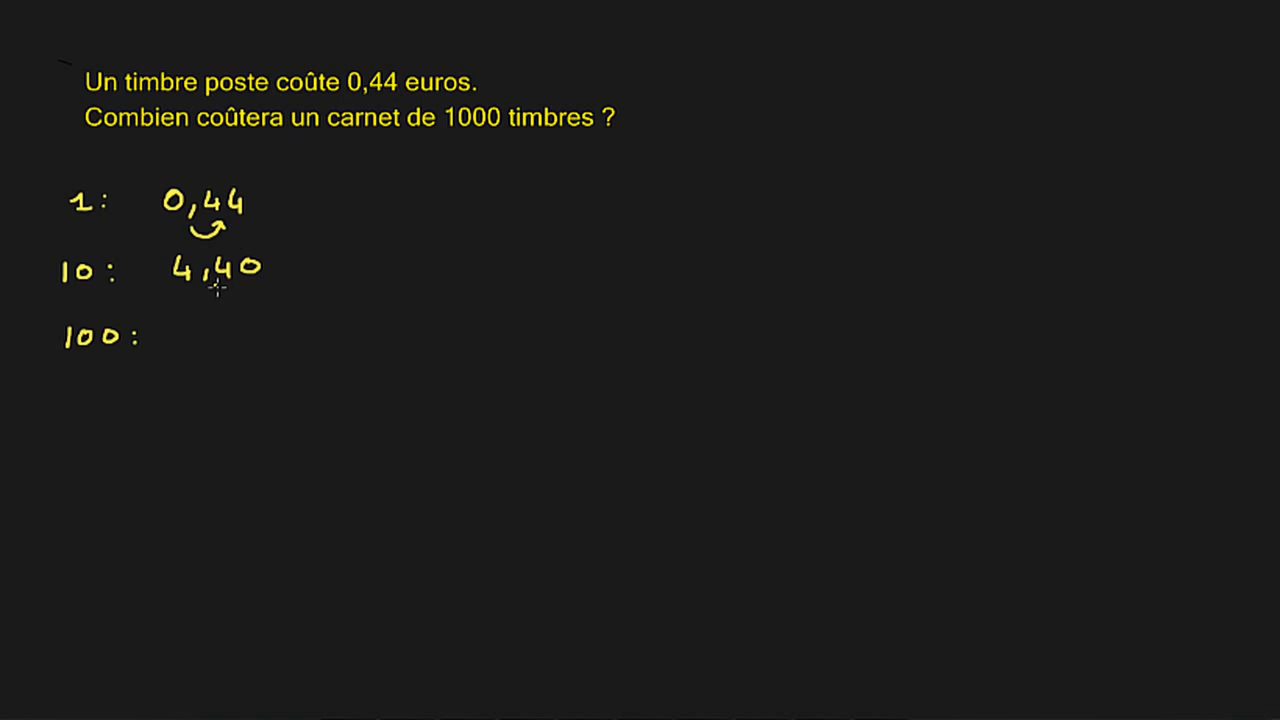 Un timbre poste coûte 0,44 euros.
Combien coûtera un carnet de 1000 timbres ?
1: 0,44
10: 4,40
100: